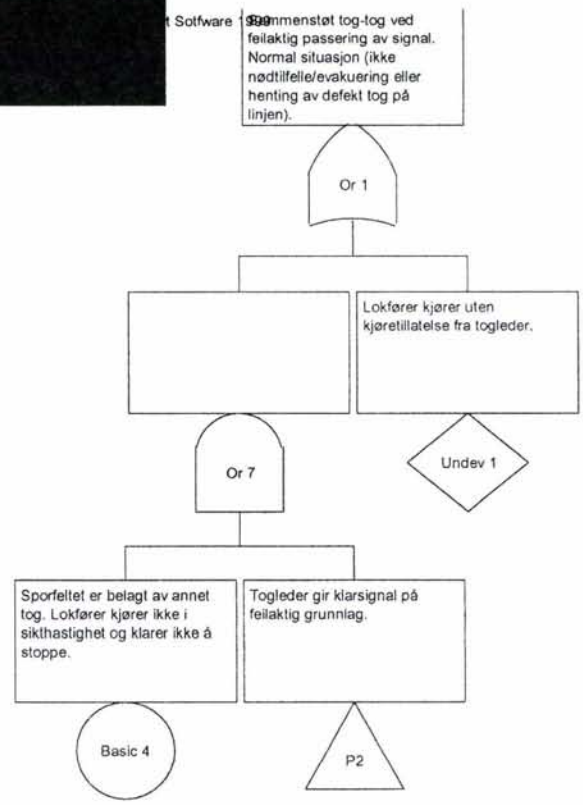 t Sotfware 1999
Sammenstøt tog-tog ved
feilaktig passering av signal.
Normal situasjon (ikke
nødtilfelle/evakuering eller
henting av defekt tog på
linjen).
Or 1
Lokfører kjører uten
kjøretillatelse fra togleder.
Or 7
Undev 1
Sporfeltet er belagt av annet
tog. Lokfører kjører ikke i
sikthastighet og klarer ikke å
stoppe.
Togleder gir klarsignal på
feilaktig grunnlag.
Basic 4
P2